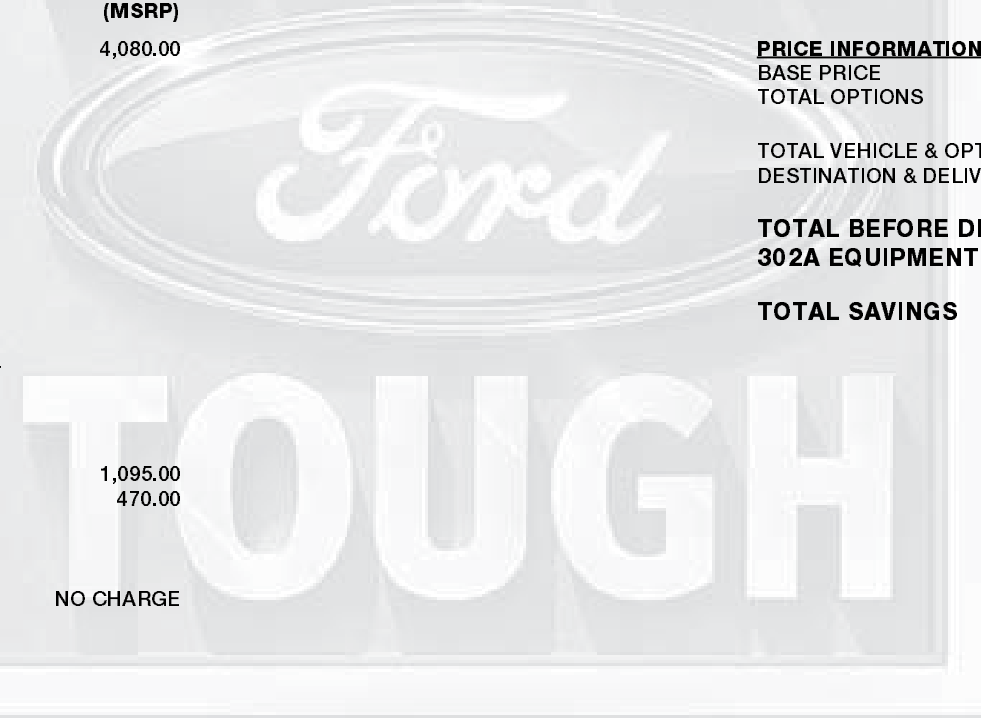 (MSRP)
4,080.00
1,095.00
470.00
NO CHARGE
Ford
TOUGH
PRICE INFORMATION
BASE PRICE
TOTAL OPTIONS
TOTAL VEHICLE & OPT
DESTINATION & DELIV
TOTAL BEFORE DI
302A EQUIPMENT
TOTAL SAVINGS